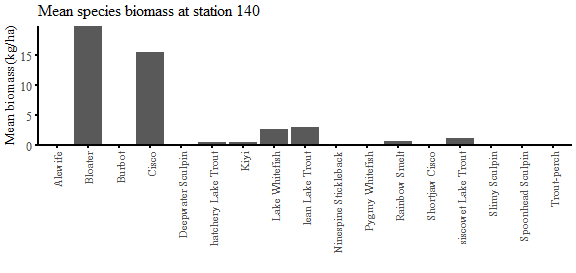 Mean species biomass at station 140
Mean biomass (kg/ha)
15
10
5
0
Alewife
Bloater
Burbot
Cisco
Deepwater Sculpin
hatchery Lake Trout
Kiyi
Lake Whitefish
lean Lake Trout
Ninespine Stickleback
Pygmy Whitefish
Rainbow Smelt
Shortjaw Cisco
siscowet Lake Trout
Slimy Sculpin
Spoonhead Sculpin
Trout-perch